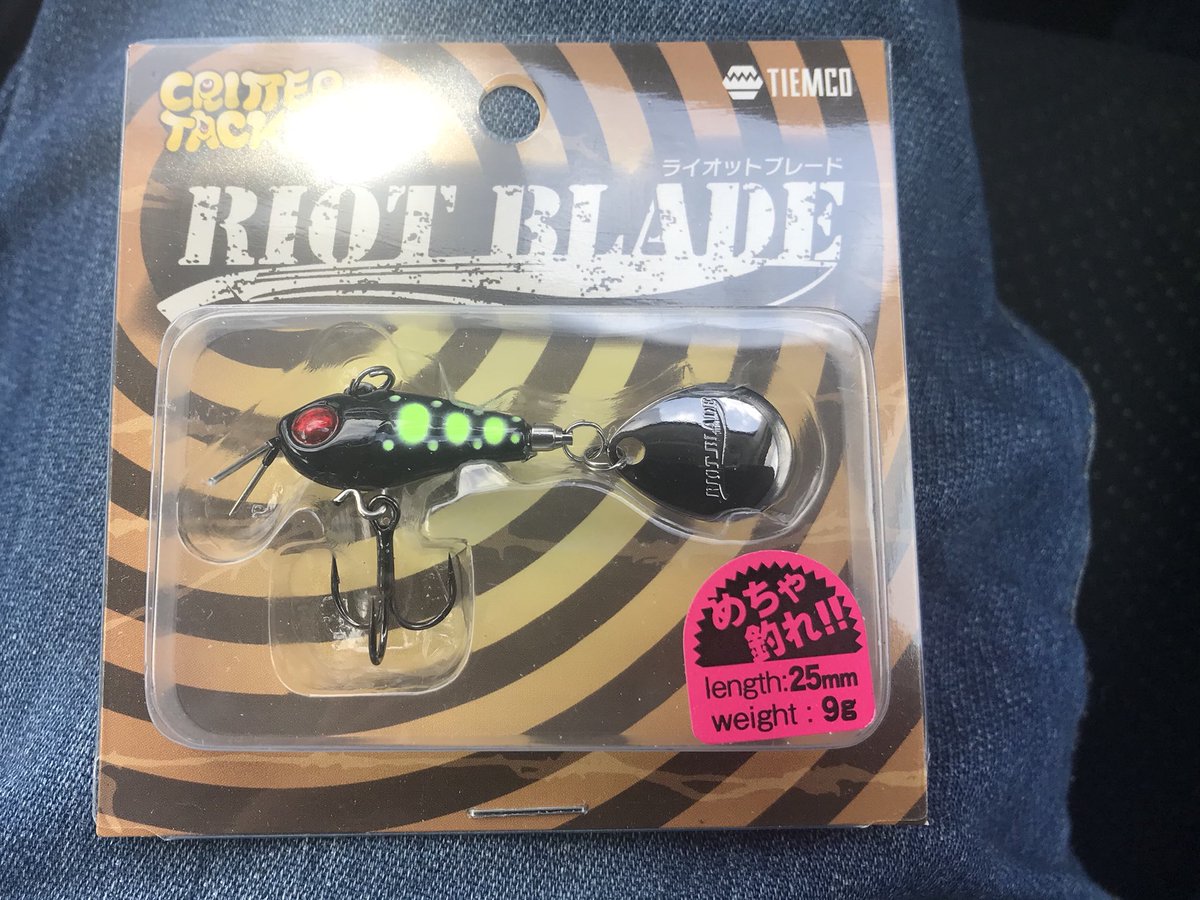 CRITTER
TIEMCO
ライオットブレード
RIOT BLADE
RIOT BLADE
めちゃ
釣れ!!
length:25mm
weight : 9g